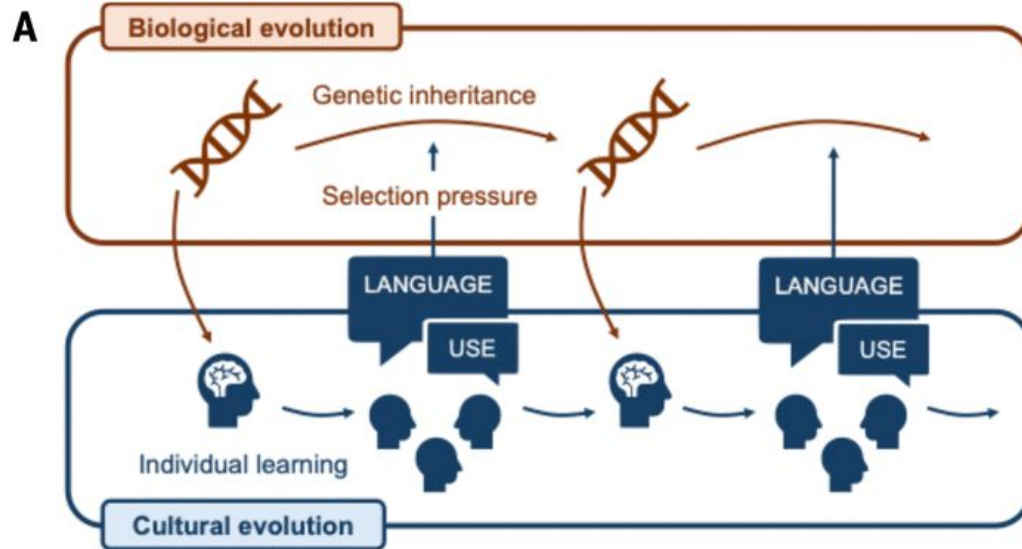 A
Biological evolution
Genetic inheritance
Selection pressure
LANGUAGE
USE
LANGUAGE
USE
Individual learning
Cultural evolution